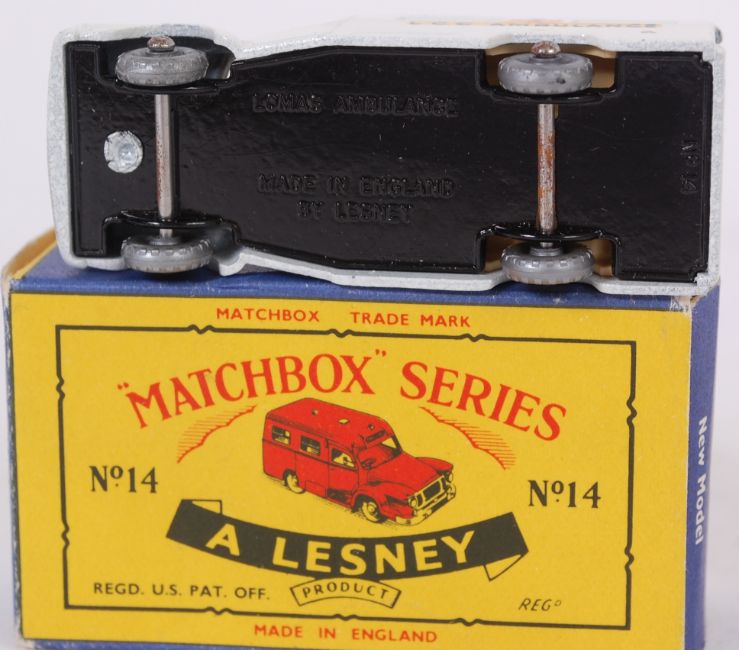 LOMAS AMBULANCE
MADE IN ENGLAND
BY LESNEY
Nº 14
MATCHBOX TRADE MARK
"MATCHBOX" SERIES
Nº14
Nº14
A LESNEY
PRODUCT
REGD. U.S. PAT. OFF.
REGD
MADE IN ENGLAND
New Model